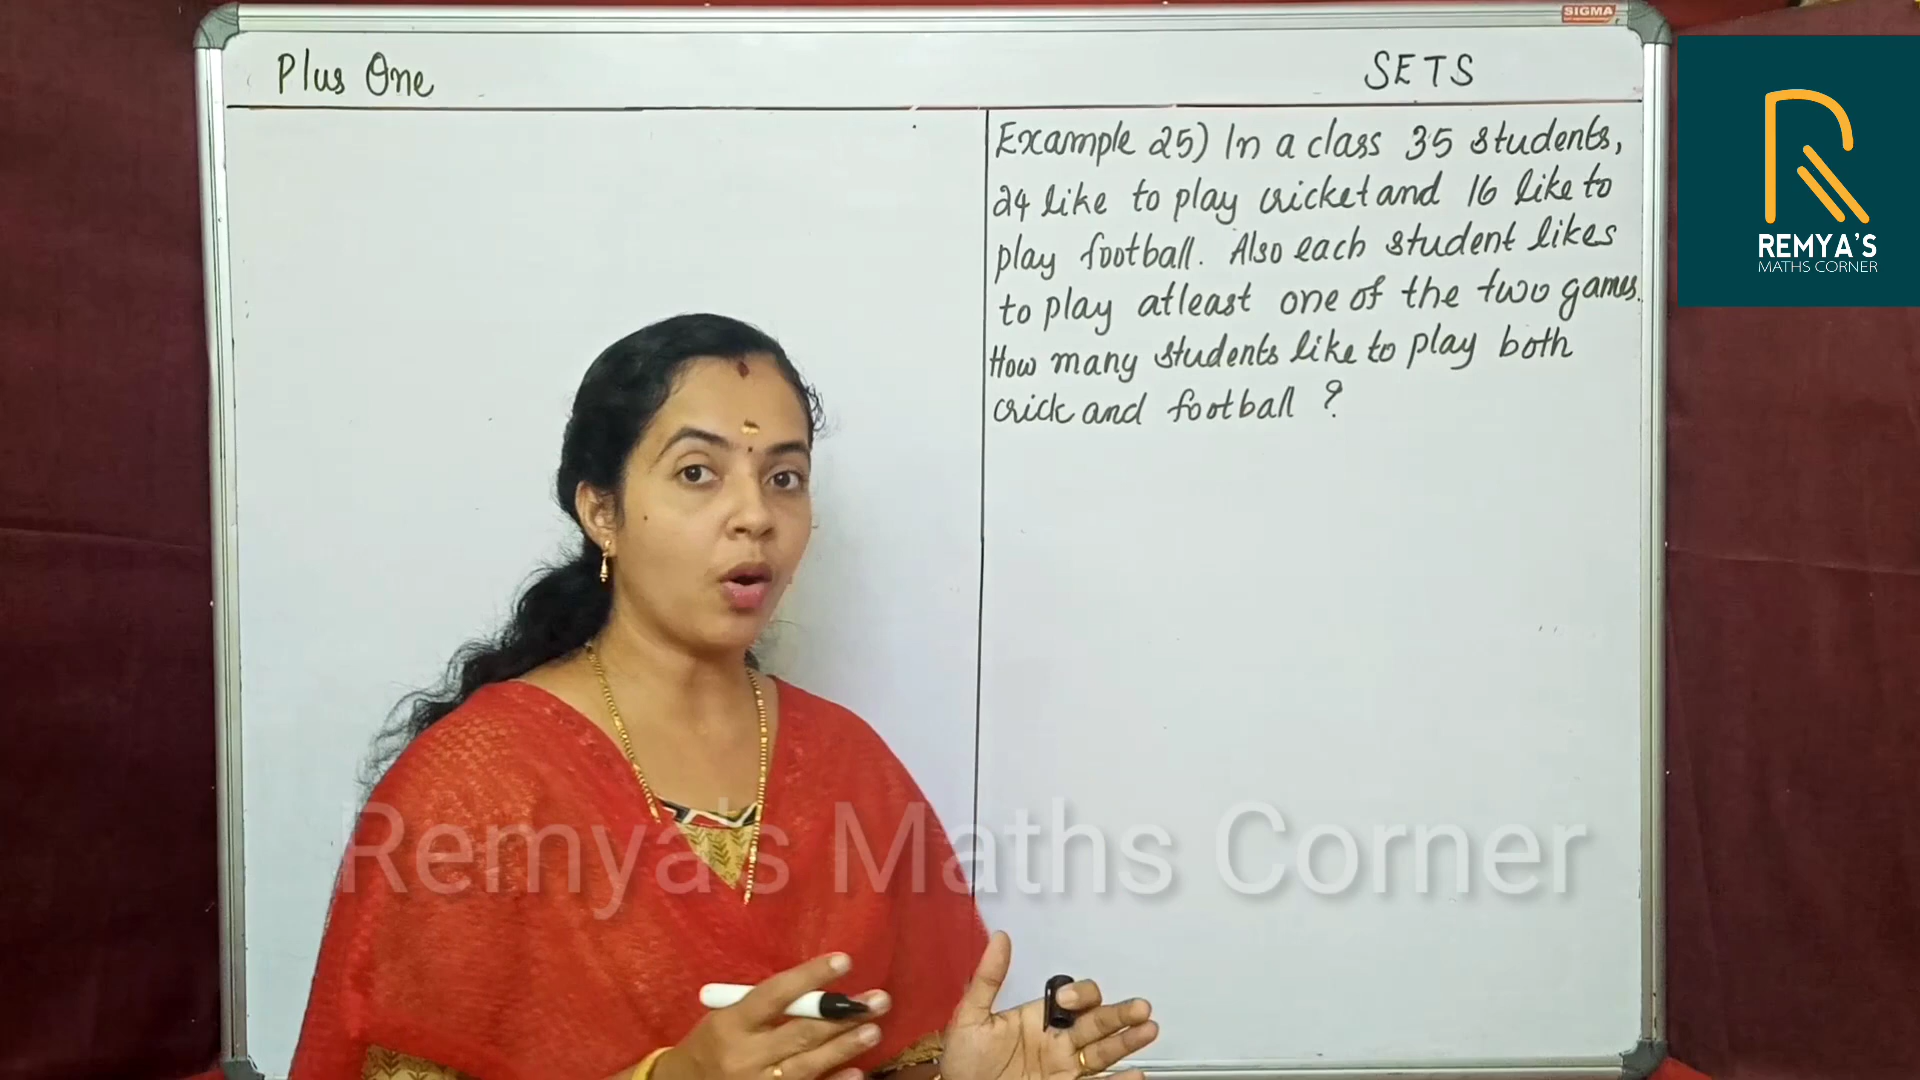 SIGMA
Plus One
SETS
Example 25) In a class 35 students,
24 like to play cricket and 16 like to
play football. Also each student likes
to play atleast one of the two games.
How many students like to play both
crick and football ?
REMYA'S
MATHS CORNER
Remya's Maths Corner